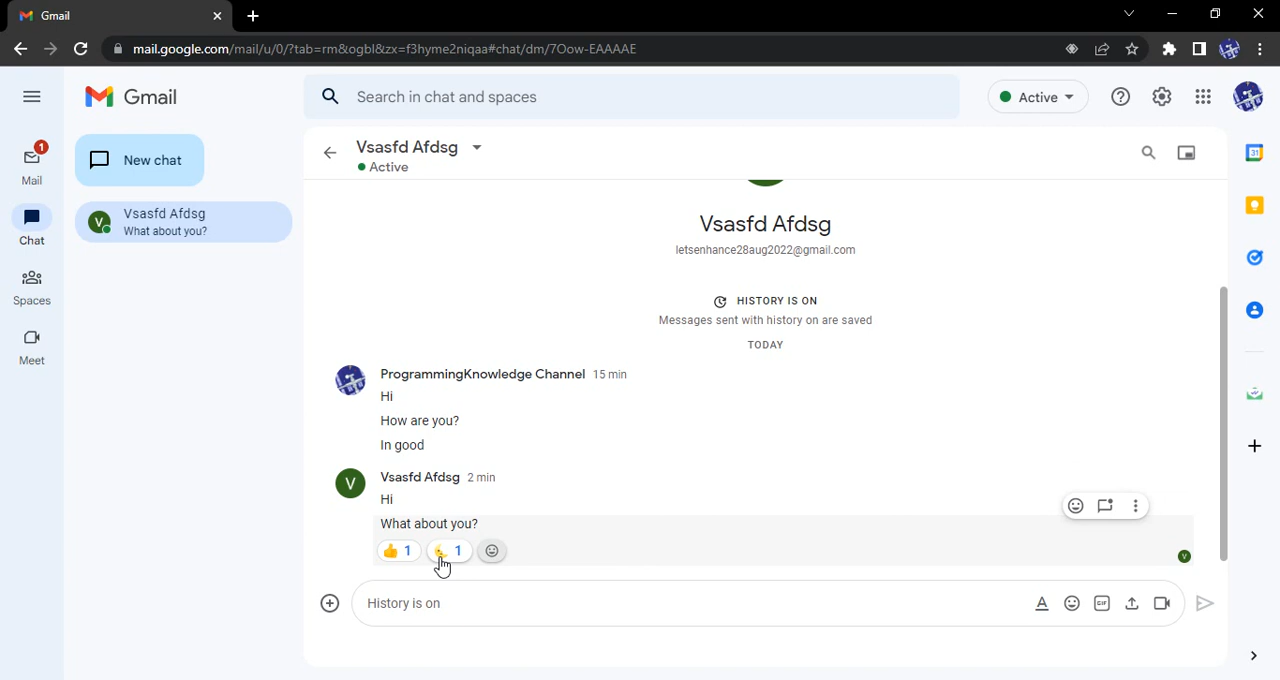 Gmail
mail.google.com/mail/u/0/?tab=rm&ogbl&zx=f3hyme2niqaa#chat/dm/7Oow-EAAAAE
Gmail
Search in chat and spaces
Active
1
Mail
Chat
Spaces
Meet
New chat
V
Vsasfd Afdsg
What about you?
Vsasfd Afdsg
Active
Vsasfd Afdsg
letsenhance28aug2022@gmail.com
HISTORY IS ON
Messages sent with history on are saved
TODAY
ProgrammingKnowledge Channel 15 min
Hi
How are you?
In good
V
Vsasfd Afdsg 2 min
Hi
What about you?
1 1
V
History is on
A
GIF
31